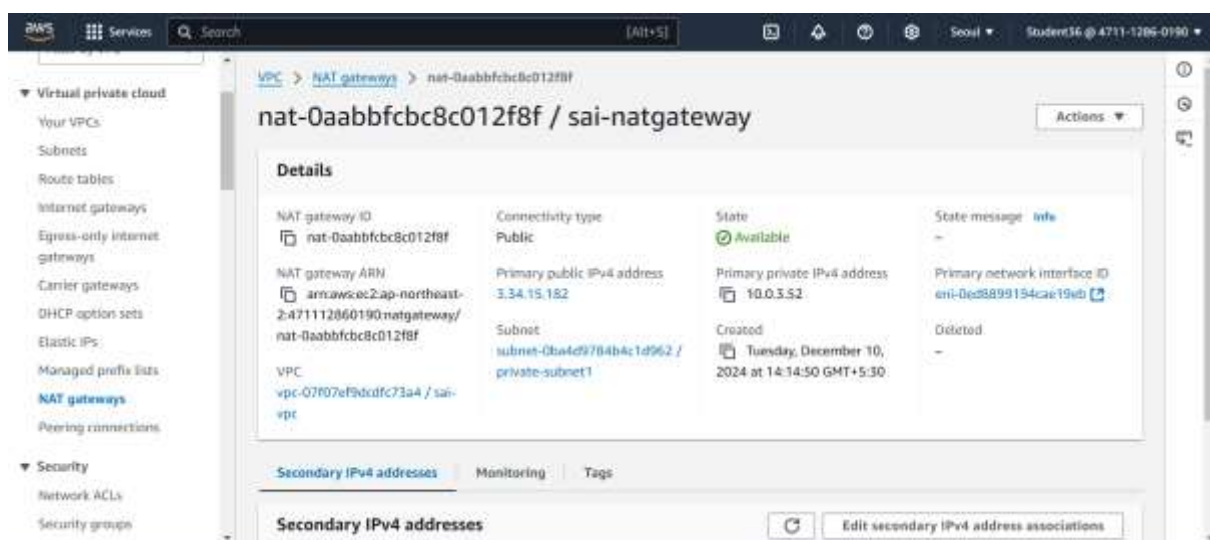 aws
Services
Search
[Alt+S]
Seoul ▼
Student36 @ 4711-1286-0190 ▼
VPC > NAT gateways > nat-0aabbfcbc8c012f8f
nat-0aabbfcbc8c012f8f / sai-natgateway
Actions ▼
▼ Virtual private cloud
Your VPCs
Subnets
Route tables
Internet gateways
Egress-only internet
gateways
Carrier gateways
DHCP option sets
Elastic IPs
Managed prefix lists
NAT gateways
Peering connections
▼ Security
Network ACLs
Security groups
Details
NAT gateway ID
nat-0aabbfcbc8c012f8f
Connectivity type
Public
State
Available
State message Info
–
NAT gateway ARN
arn:aws:ec2:ap-northeast-
2:471112860190:natgateway/
nat-0aabbfcbc8c012f8f
Primary public IPv4 address
3.34.15.182
Primary private IPv4 address
10.0.3.52
Primary network interface ID
eni-0ed8899194cae19eb
VPC
vpc-07f07ef9dcdfc73a4 / sai-
vpc
Subnet
subnet-0ba4d9784b4c1d962 /
private-subnet1
Created
Tuesday, December 10,
2024 at 14:14:50 GMT+5:30
Deleted
–
Secondary IPv4 addresses
Monitoring
Tags
Secondary IPv4 addresses
Edit secondary IPv4 address associations